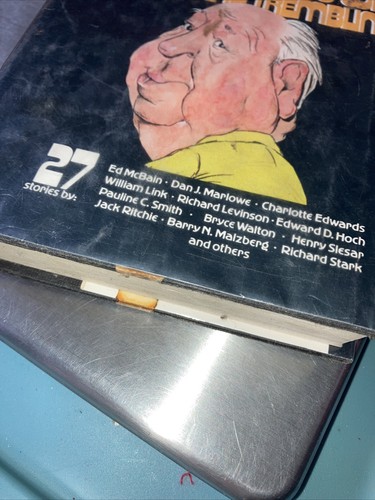 27
stories by:
Ed McBain · Dan J. Marlowe · Charlotte Edwards
William Link · Richard Levinson · Edward D. Hoch
Pauline C. Smith · Bryce Walton · Henry Slesar
Jack Ritchie · Barry N. Malzberg · Richard Stark
and others